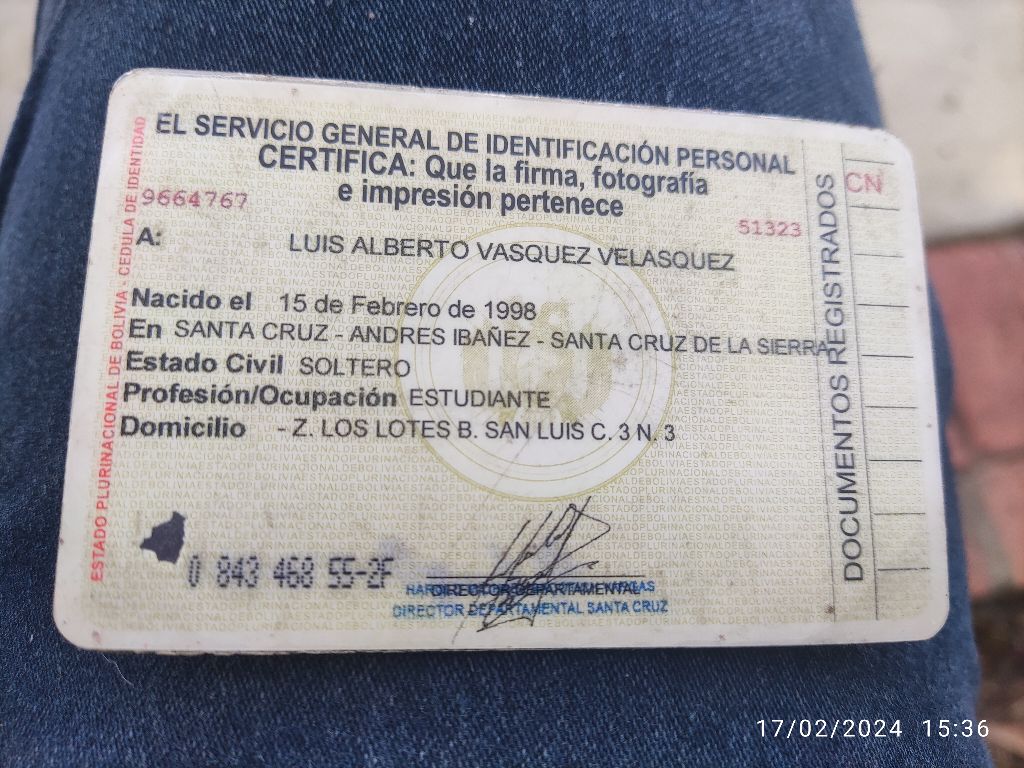 EL SERVICIO GENERAL DE IDENTIFICACIÓN PERSONAL
CERTIFICA: Que la firma, fotografía
e impresión pertenece
9664767
51323
CN
A: LUIS ALBERTO VASQUEZ VELASQUEZ
Nacido el 15 de Febrero de 1998
En SANTA CRUZ - ANDRES IBAÑEZ - SANTA CRUZ DE LA SIERRA
Estado Civil SOLTERO
Profesión/Ocupación ESTUDIANTE
Domicilio - Z. LOS LOTES B. SAN LUIS C. 3 N. 3
0 843 468 55-2F
DIRECTOR DEPARTAMENTAL
DIRECTOR DEPARTAMENTAL SANTA CRUZ
ESTADO PLURINACIONAL DE BOLIVIA - CEDULA DE IDENTIDAD
DOCUMENTOS REGISTRADOS
17/02/2024 15:36